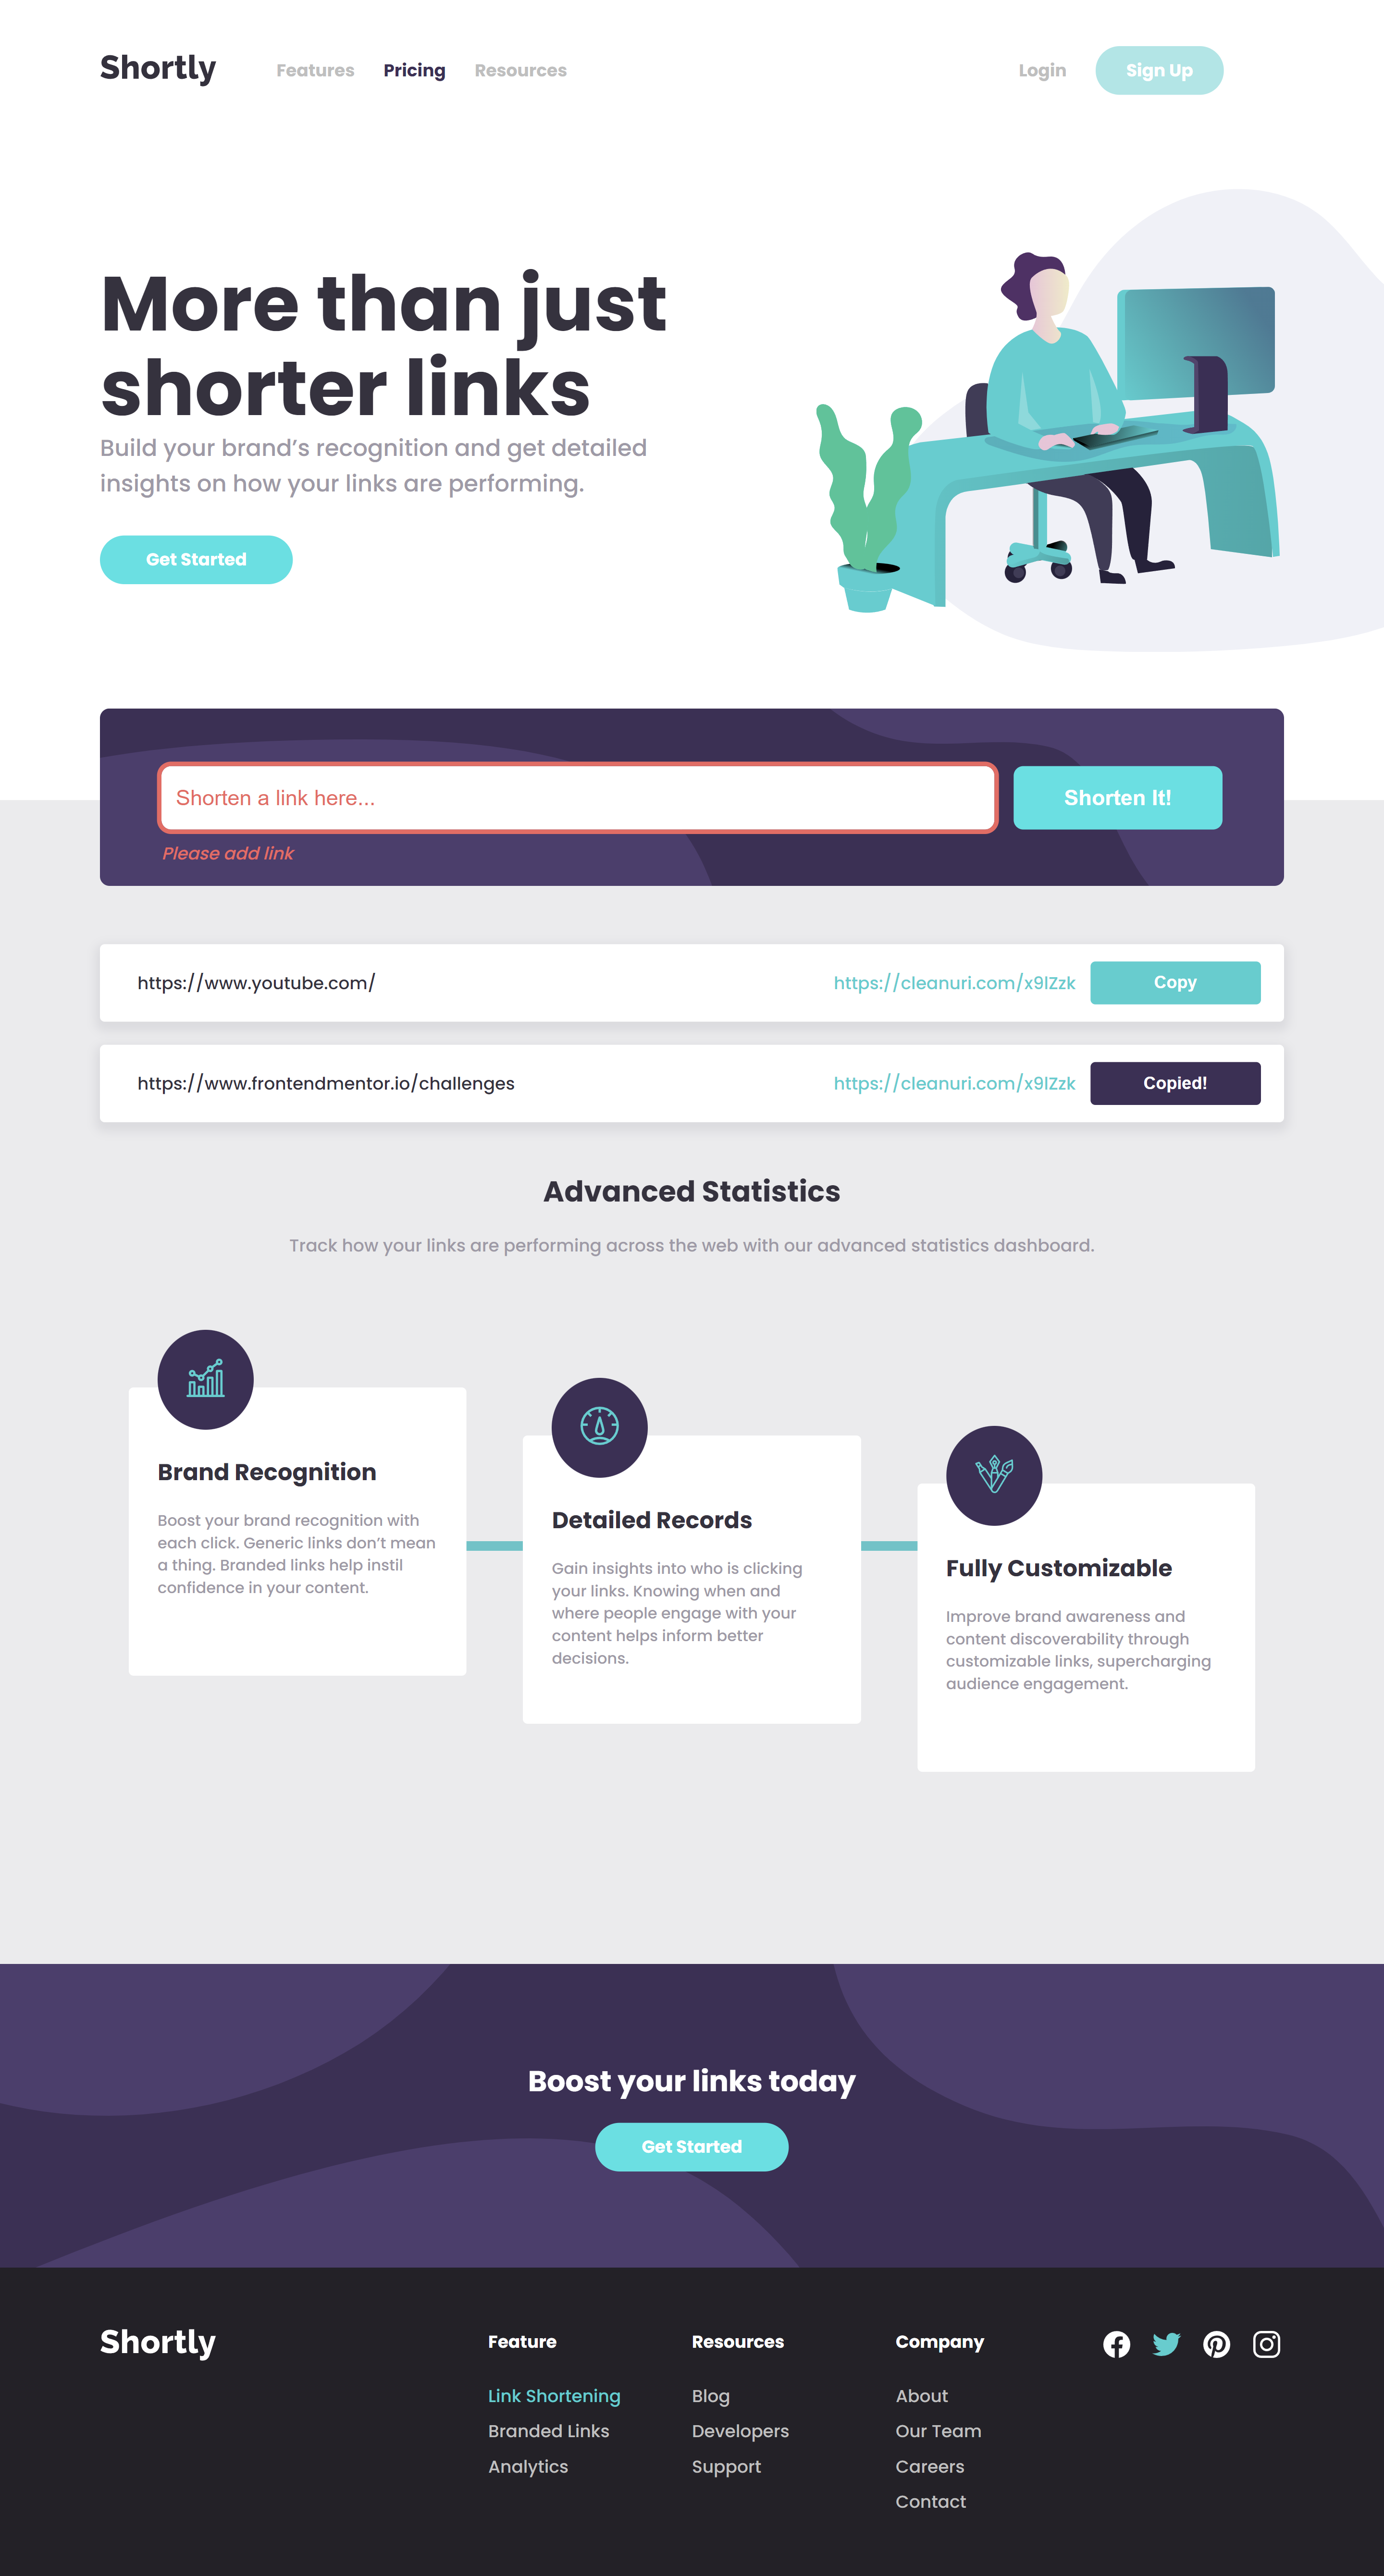 Shortly
Features
Pricing
Resources
Login
Sign Up
More than just
shorter links
Build your brand’s recognition and get detailed
insights on how your links are performing.
Get Started
Shorten a link here...
Shorten It!
Please add link
https://www.youtube.com/
https://cleanuri.com/x9lZzk
Copy
https://www.frontendmentor.io/challenges
https://cleanuri.com/x9lZzk
Copied!
Advanced Statistics
Track how your links are performing across the web with our advanced statistics dashboard.
Brand Recognition
Boost your brand recognition with
each click. Generic links don’t mean
a thing. Branded links help instil
confidence in your content.
Detailed Records
Gain insights into who is clicking
your links. Knowing when and
where people engage with your
content helps inform better
decisions.
Fully Customizable
Improve brand awareness and
content discoverability through
customizable links, supercharging
audience engagement.
Boost your links today
Get Started
Shortly
Feature
Link Shortening
Branded Links
Analytics
Resources
Blog
Developers
Support
Company
About
Our Team
Careers
Contact